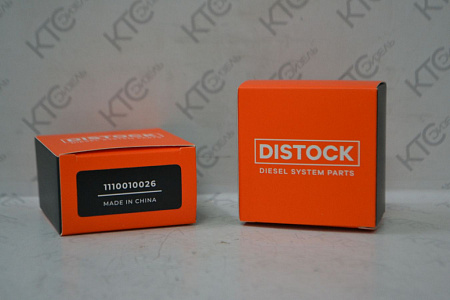 DISTOCK
1110010026
MADE IN CHINA
DISTOCK
DIESEL SYSTEM PARTS